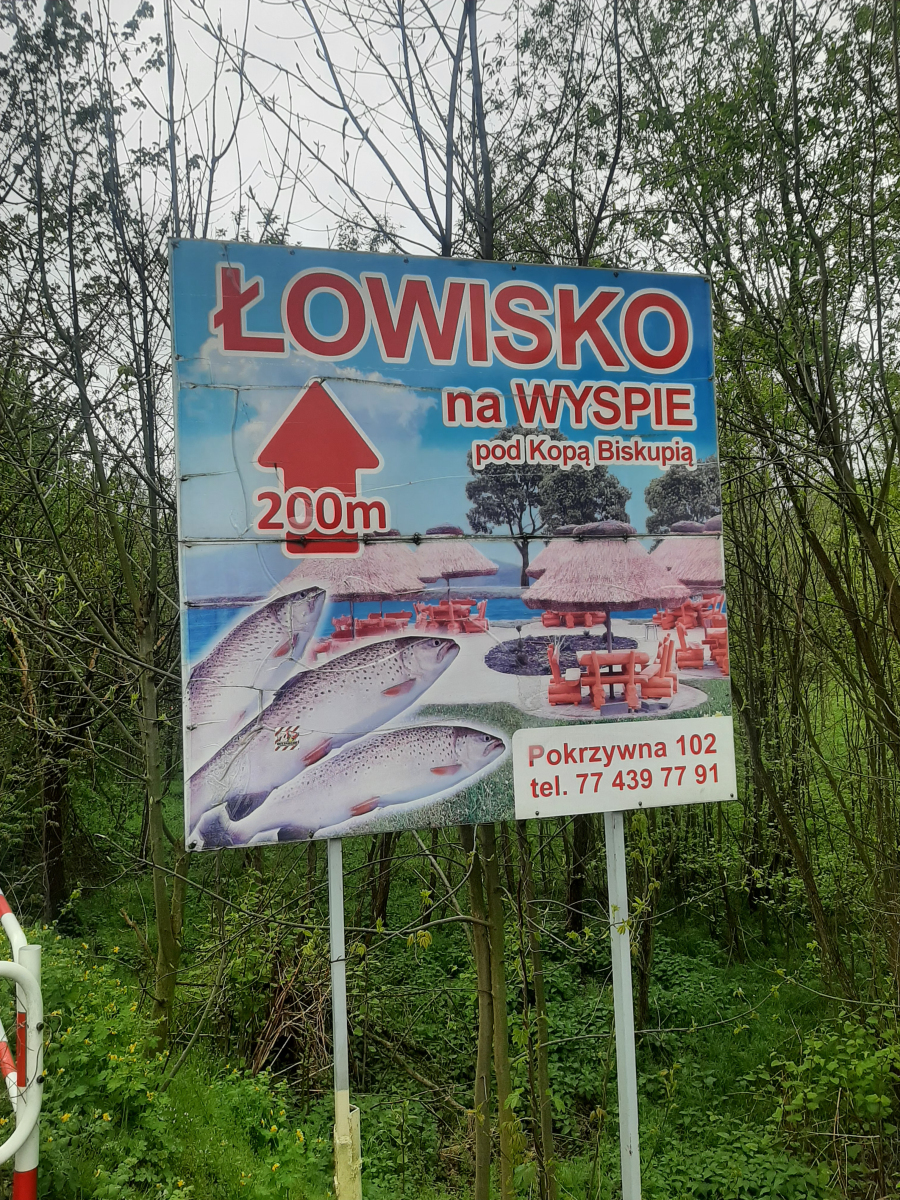 ŁOWISKO
na WYSPIE
pod Kopą Biskupią
200m
Pokrzywna 102
tel. 77 439 77 91